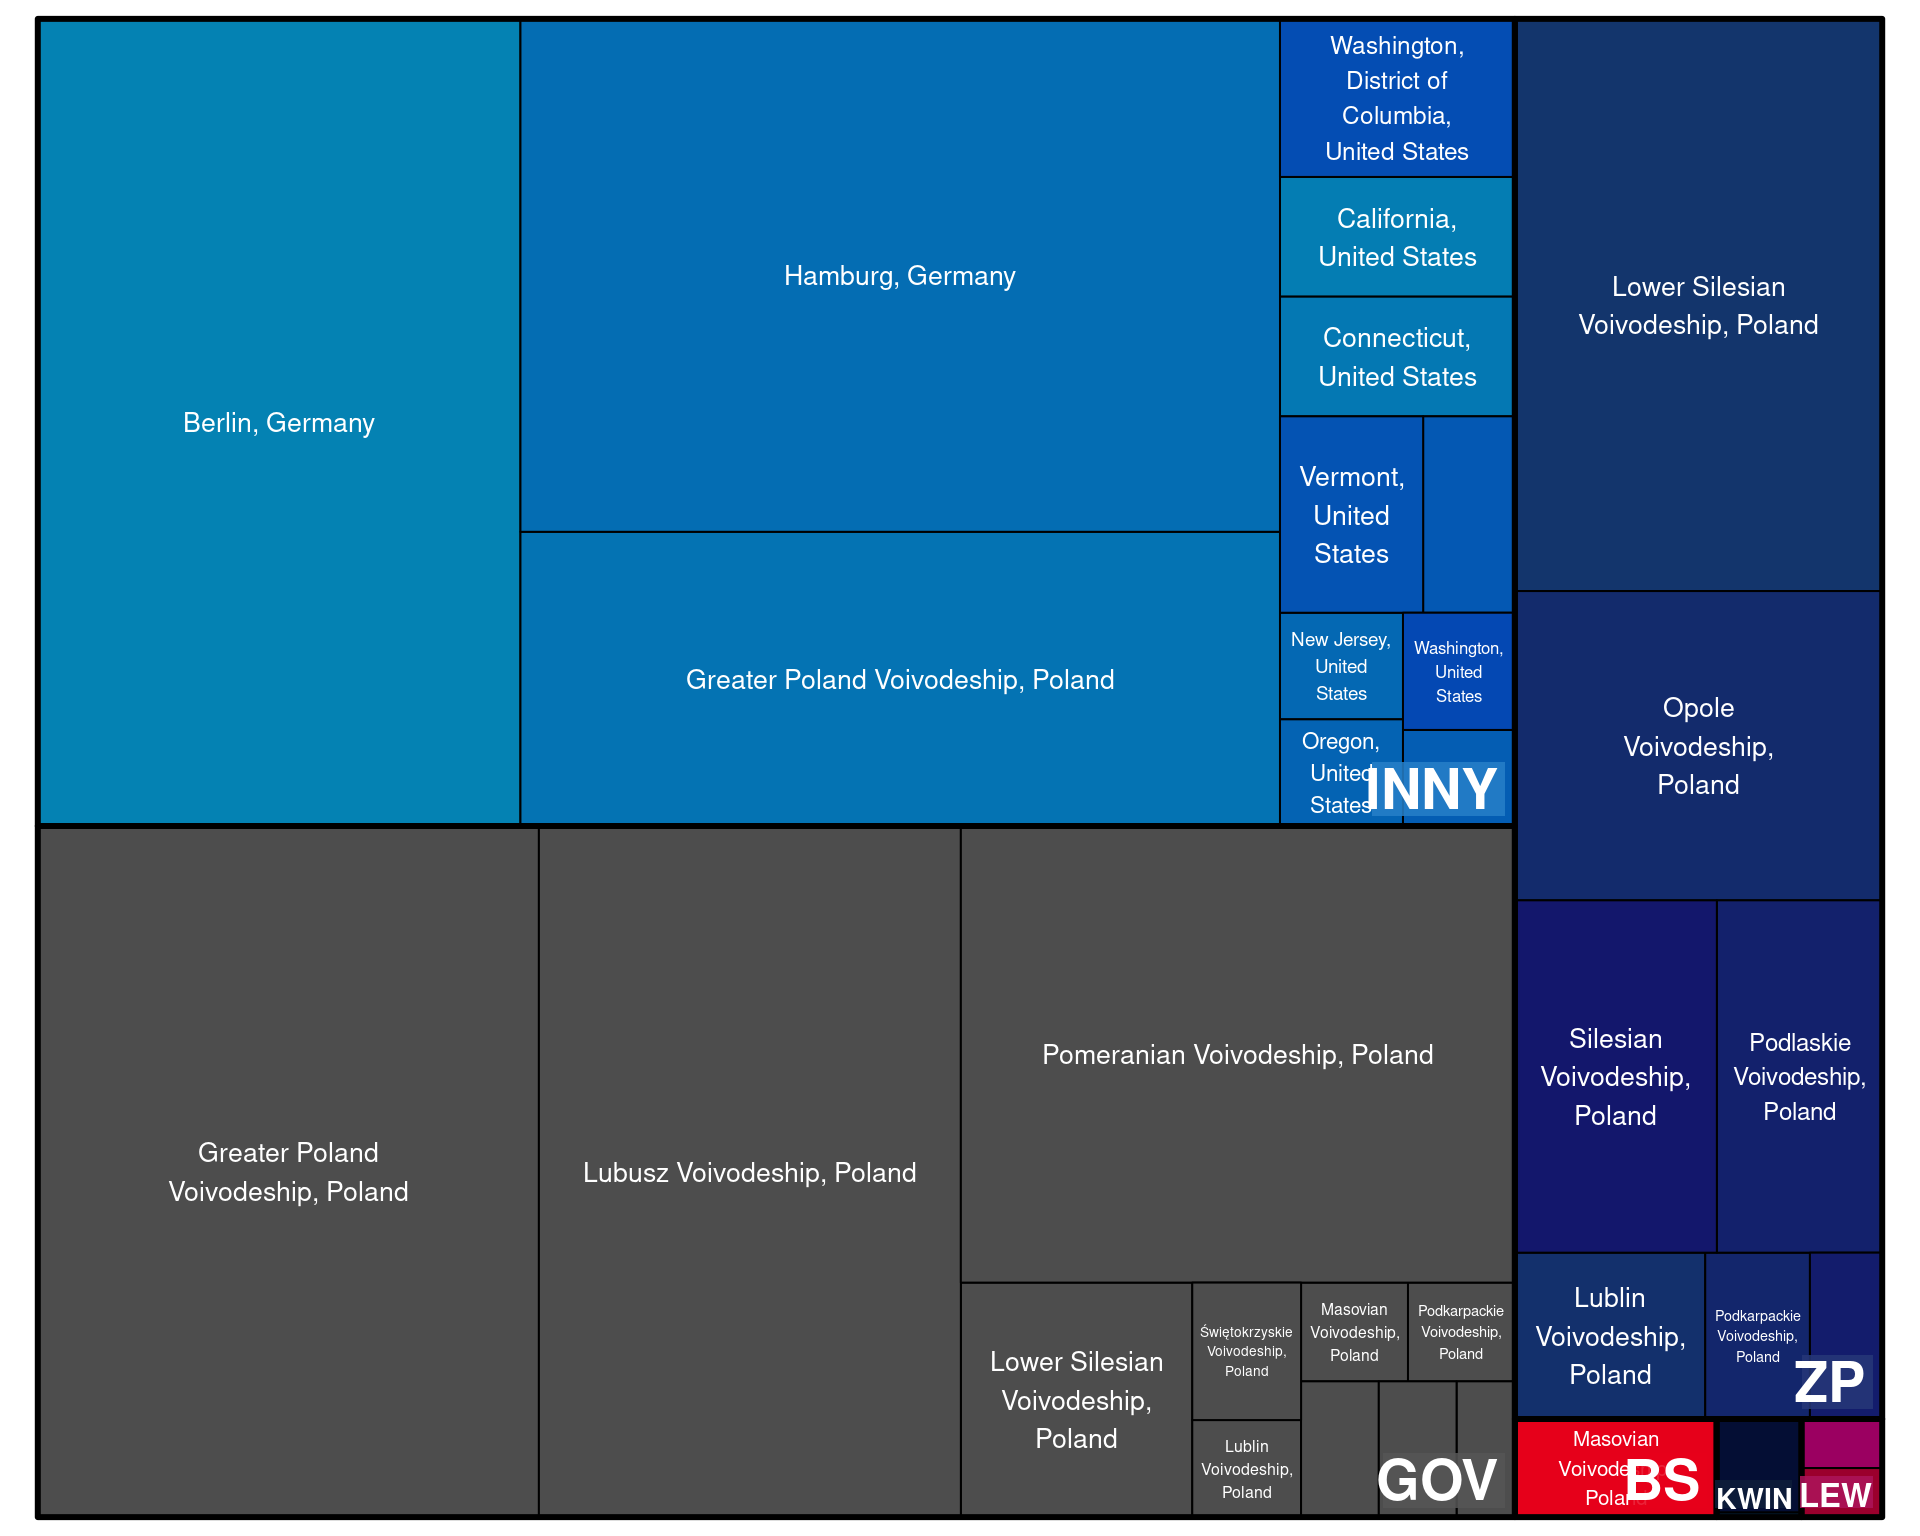 Berlin, Germany
Hamburg, Germany
Greater Poland Voivodeship, Poland
Washington,
District of
Columbia,
United States
California,
United States
Connecticut,
United States
Vermont,
United
States
New Jersey,
United
States
Washington,
United
States
Oregon,
United
States
INNY
Greater Poland
Voivodeship, Poland
Lubusz Voivodeship, Poland
Pomeranian Voivodeship, Poland
Lower Silesian
Voivodeship,
Poland
Świętokrzyskie
Voivodeship,
Poland
Lublin
Voivodeship,
Poland
Masovian
Voivodeship,
Poland
Podkarpackie
Voivodeship,
Poland
GOV
Lower Silesian
Voivodeship, Poland
Opole
Voivodeship,
Poland
Silesian
Voivodeship,
Poland
Podlaskie
Voivodeship,
Poland
Lublin
Voivodeship,
Poland
Podkarpackie
Voivodeship,
Poland
ZP
Masovian
Voivodeship,
Poland
BS
KWIN
LEW